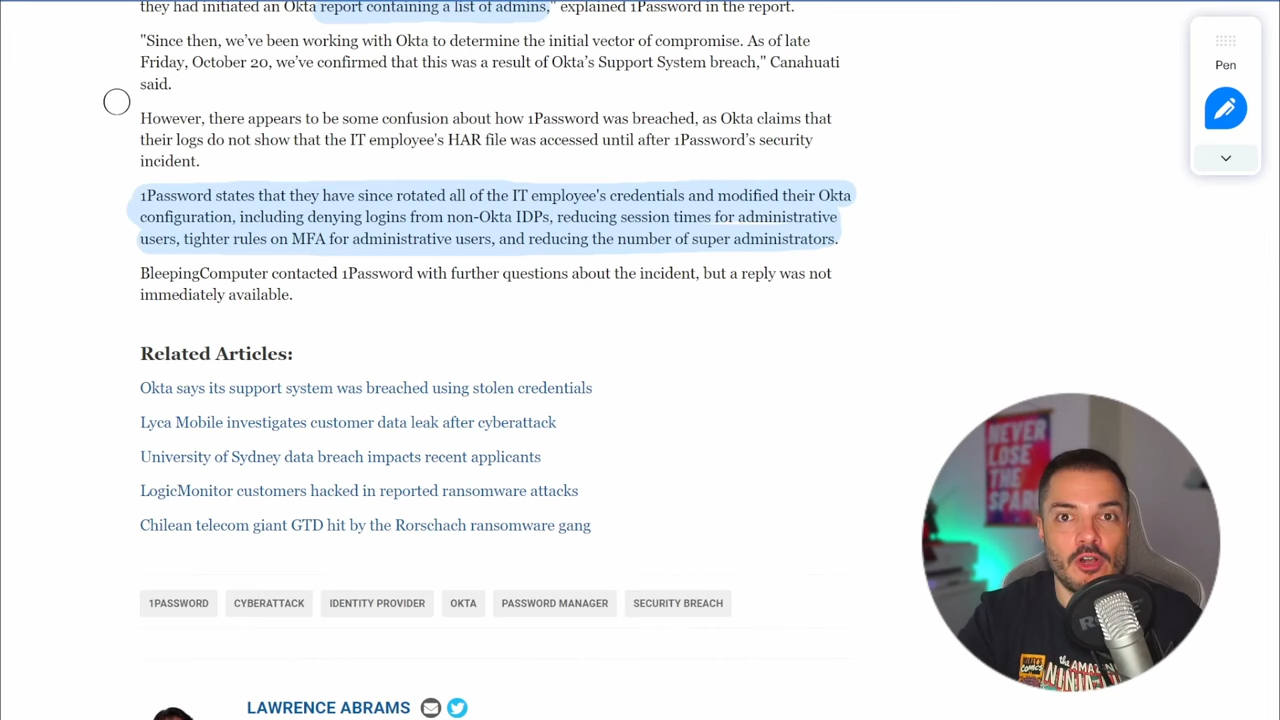 they had initiated an Okta report containing a list of admins," explained 1Password in the report.
"Since then, we've been working with Okta to determine the initial vector of compromise. As of late
Friday, October 20, we've confirmed that this was a result of Okta's Support System breach," Canahuati
said.
However, there appears to be some confusion about how 1Password was breached, as Okta claims that
their logs do not show that the IT employee's HAR file was accessed until after 1Password's security
incident.
1Password states that they have since rotated all of the IT employee's credentials and modified their Okta
configuration, including denying logins from non-Okta IDPs, reducing session times for administrative
users, tighter rules on MFA for administrative users, and reducing the number of super administrators.
BleepingComputer contacted 1Password with further questions about the incident, but a reply was not
immediately available.
Related Articles:
Okta says its support system was breached using stolen credentials
Lyca Mobile investigates customer data leak after cyberattack
University of Sydney data breach impacts recent applicants
LogicMonitor customers hacked in reported ransomware attacks
Chilean telecom giant GTD hit by the Rorschach ransomware gang
1PASSWORD CYBERATTACK IDENTITY PROVIDER OKTA PASSWORD MANAGER SECURITY BREACH
LAWRENCE ABRAMS
Pen
NEVER
LOSE
THE
SPAR
the AMAZ
NINJA